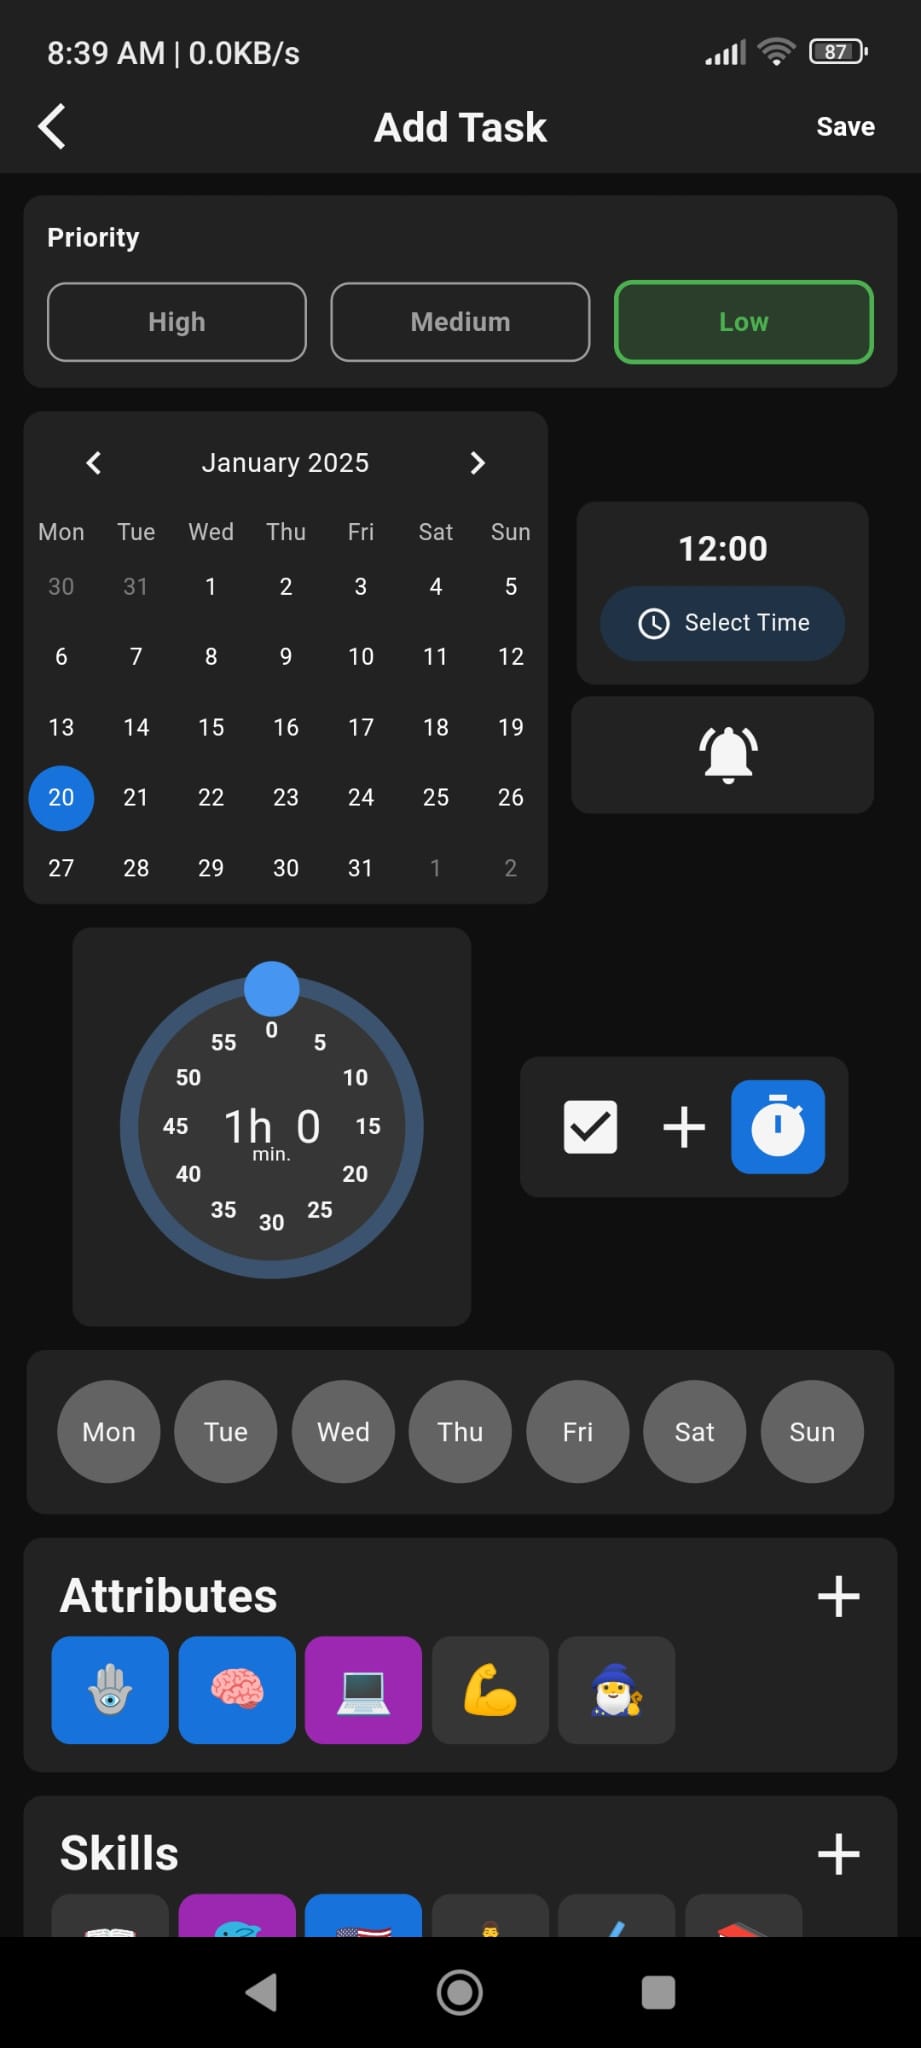 8:39 AM | 0.0KB/s
87
Add Task
Save
Priority
High Medium Low
January 2025
Mon Tue Wed Thu Fri Sat Sun
30 31 1 2 3 4 5
6 7 8 9 10 11 12
13 14 15 16 17 18 19
20 21 22 23 24 25 26
27 28 29 30 31 1 2
12:00
Select Time
55 0 5
50 10
45 1h 0 15
min.
40 20
35 30 25
Mon Tue Wed Thu Fri Sat Sun
Attributes
Skills